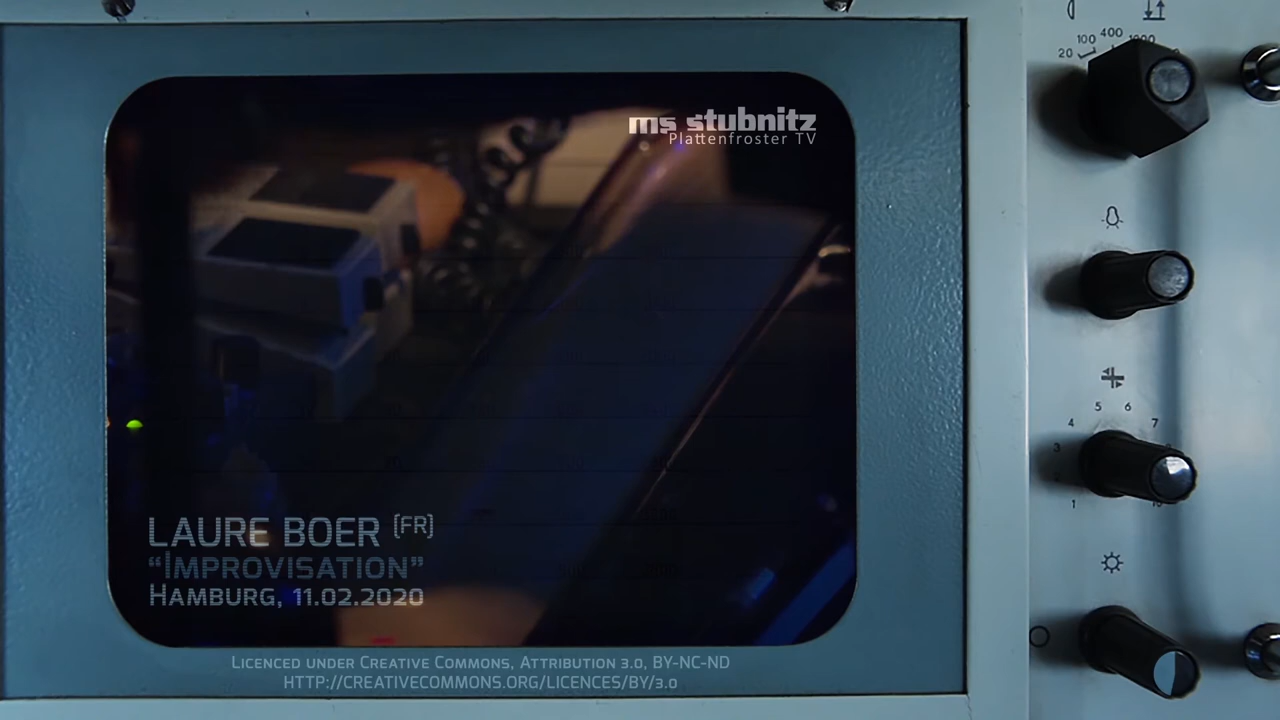 ms stubnitz
Plattenfroster TV
LAURE BOER (FR)
“IMPROVISATION”
HAMBURG, 11.02.2020
LICENCED UNDER CREATIVE COMMONS, ATTRIBUTION 3.0, BY-NC-ND
HTTP://CREATIVECOMMONS.ORG/LICENCES/BY/3.0
20 100 400
4 5 6 7
3
1